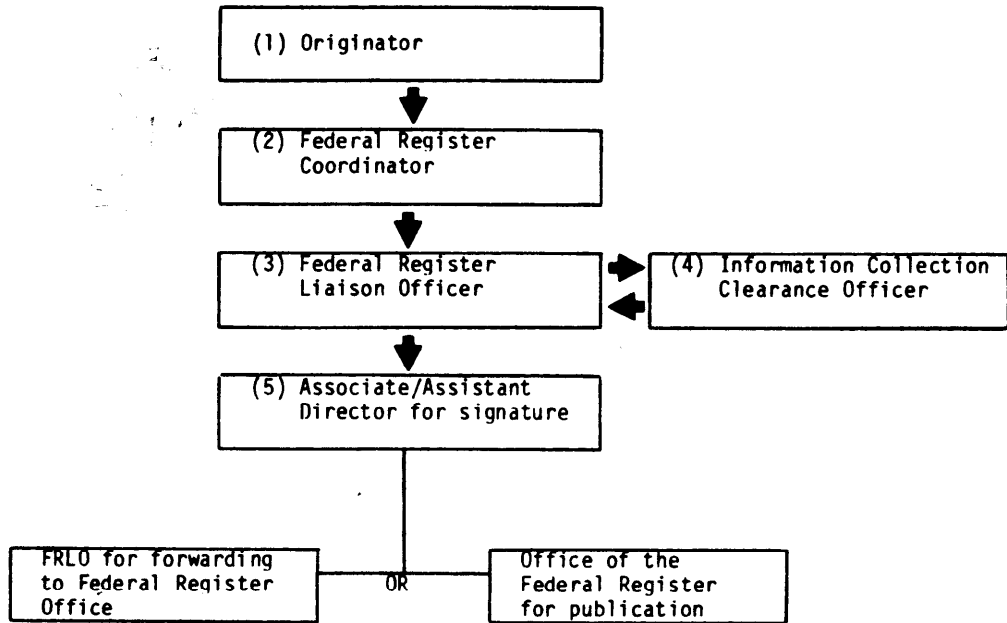 (1) Originator
(2) Federal Register
Coordinator
(3) Federal Register
Liaison Officer
(4) Information Collection
Clearance Officer
(5) Associate/Assistant
Director for signature
FRLO for forwarding
to Federal Register
Office
OR
Office of the
Federal Register
for publication